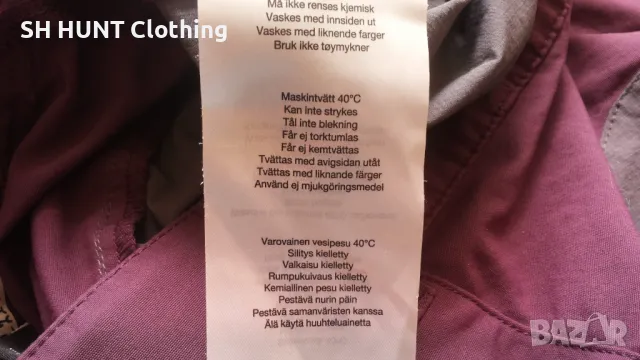 SH HUNT Clothing
Må ikke renses kjemisk
Vaskes med innsiden ut
Vaskes med liknende farger
Bruk ikke tøymykner
Maskintvätt 40°C
Kan inte strykes
Tål inte blekning
Får ej torktumlas
Får ej kemtvättas
Tvättas med avigsidan utåt
Tvättas med liknande färger
Använd ej mjukgöringsmedel
Varovainen vesipesu 40°C
Silitys kielletty
Valkaisu kielletty
Rumpukuivaus kielletty
Kemiallinen pesu kielletty
Pestävä nurin päin
Pestävä samanväristen kanssa
Älä käytä huuhteluainetta
BAZAR